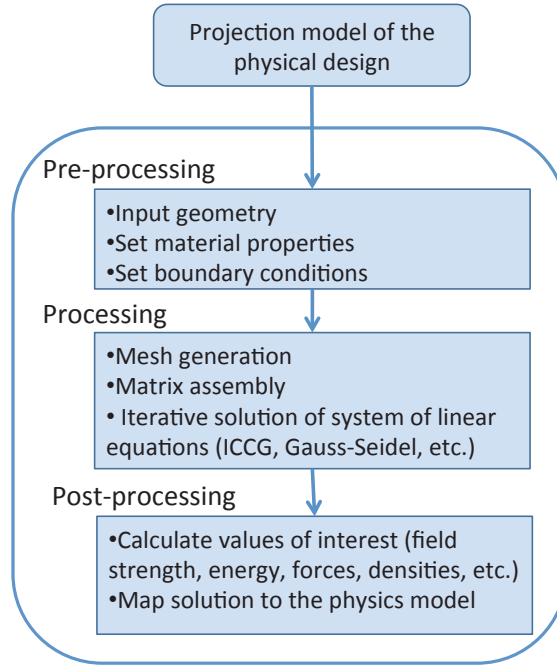 Projection model of the
physical design
Pre-processing
•Input geometry
•Set material properties
•Set boundary conditions
Processing
•Mesh generation
•Matrix assembly
• Iterative solution of system of linear
equations (ICCG, Gauss-Seidel, etc.)
Post-processing
•Calculate values of interest (field
strength, energy, forces, densities, etc.)
•Map solution to the physics model